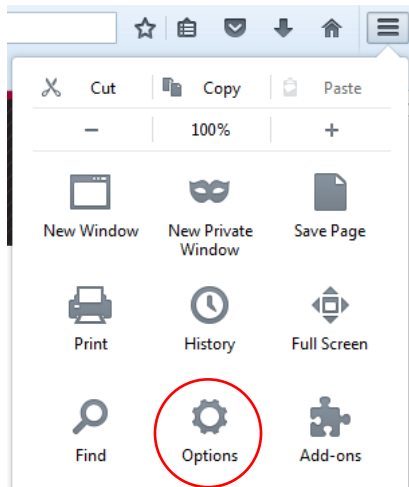 Cut Copy Paste
– 100% +
New Window New Private Window Save Page
Print History Full Screen
Find Options Add-ons